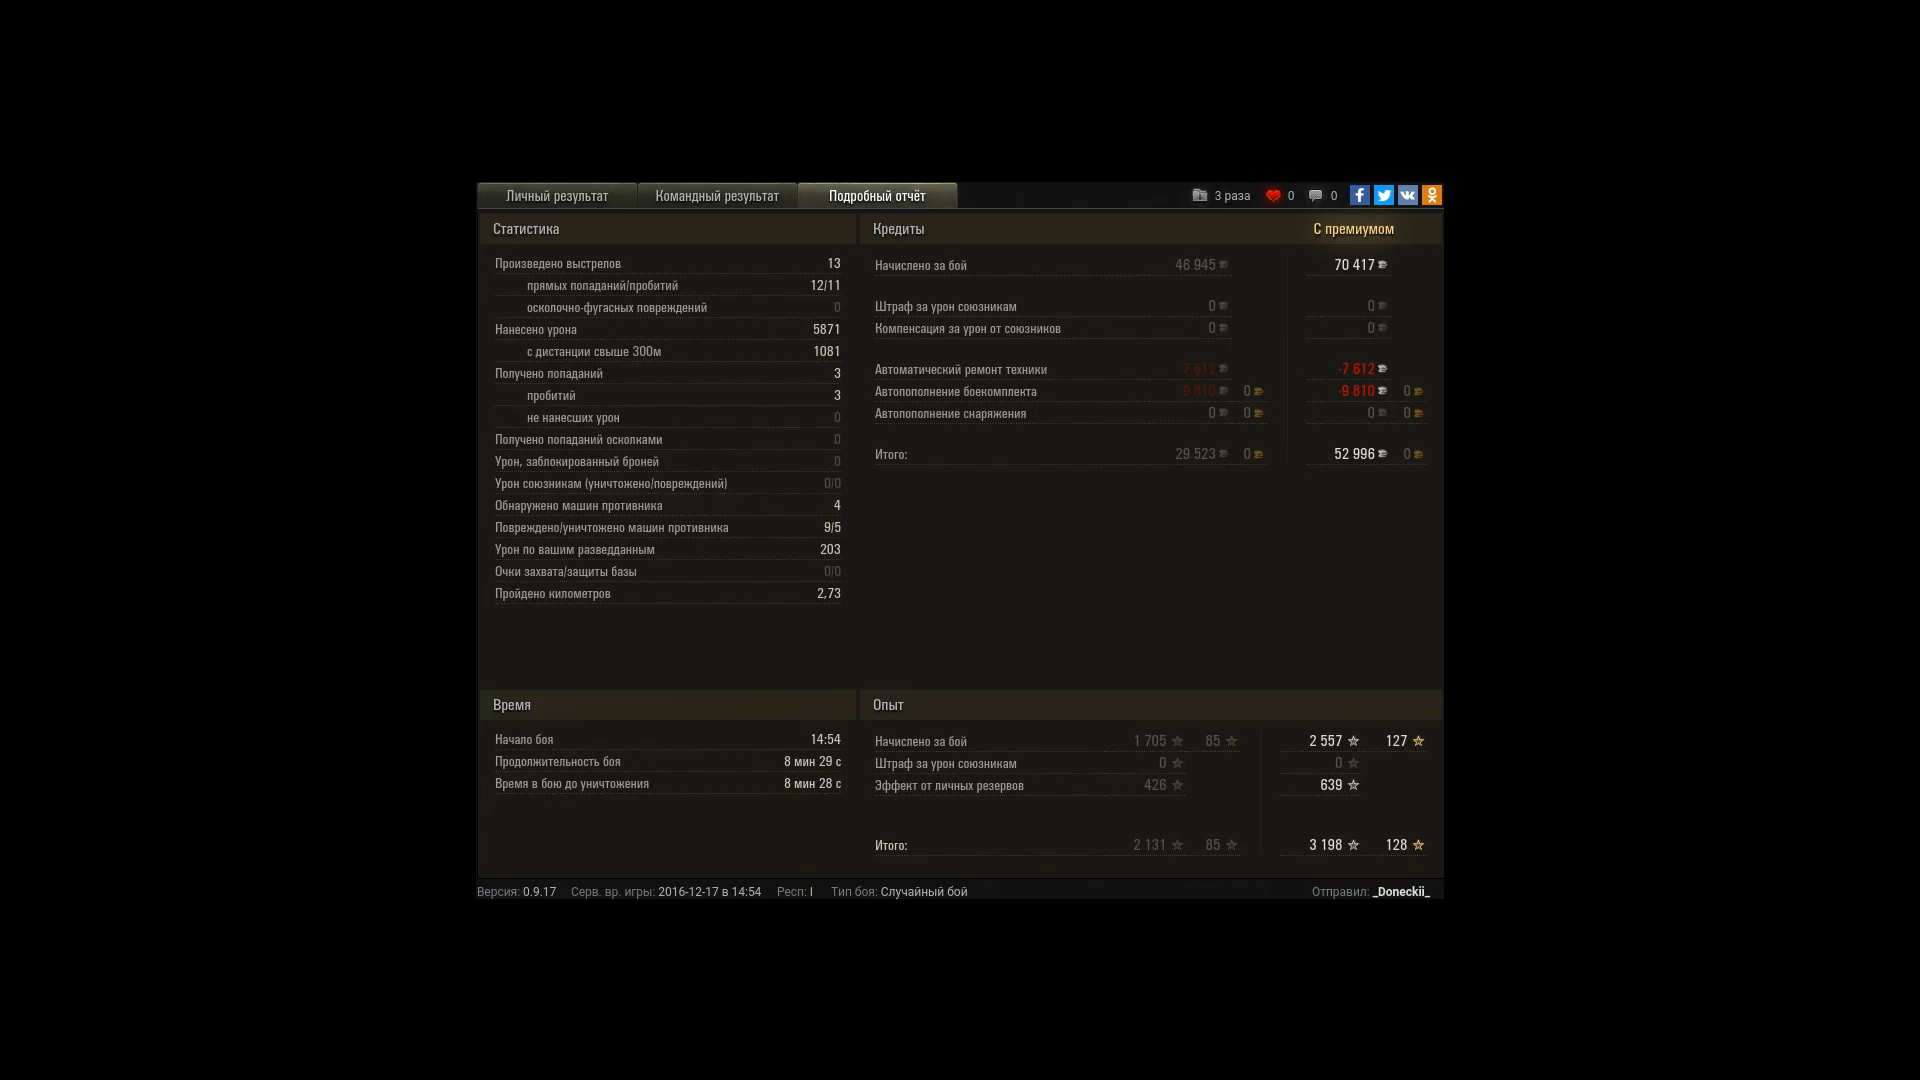 Личный результат Командный результат Подробный отчёт 3 раза 0 0
Статистика
Произведено выстрелов 13
прямых попаданий/пробитий 12/11
осколочно-фугасных повреждений 0
Нанесено урона 5871
с дистанции свыше 300м 1081
Получено попаданий 3
пробитий 3
не нанесших урон 0
Получено попаданий осколками 0
Урон, заблокированный броней 0
Урон союзникам (уничтожено/повреждений) 0/0
Обнаружено машин противника 4
Повреждено/уничтожено машин противника 9/5
Урон по вашим разведданным 203
Очки захвата/защиты базы 0/0
Пройдено километров 2,73
Кредиты С премиумом
Начислено за бой 46 945 70 417
Штраф за урон союзникам 0 0
Компенсация за урон от союзников 0 0
Автоматический ремонт техники -7 612 -7 612
Автопополнение боекомплекта -9 810 0 -9 810 0
Автопополнение снаряжения 0 0 0 0
Итого: 29 523 0 52 996 0
Время
Начало боя 14:54
Продолжительность боя 8 мин 29 с
Время в бою до уничтожения 8 мин 28 с
Опыт
Начислено за бой 1 705 85 2 557 127
Штраф за урон союзникам 0 0
Эффект от личных резервов 426 639
Итого: 2 131 85 3 198 128
Версия: 0.9.17 Серв. вр. игры: 2016-12-17 в 14:54 Респ: I Тип боя: Случайный бой Отправил: _Doneckii_